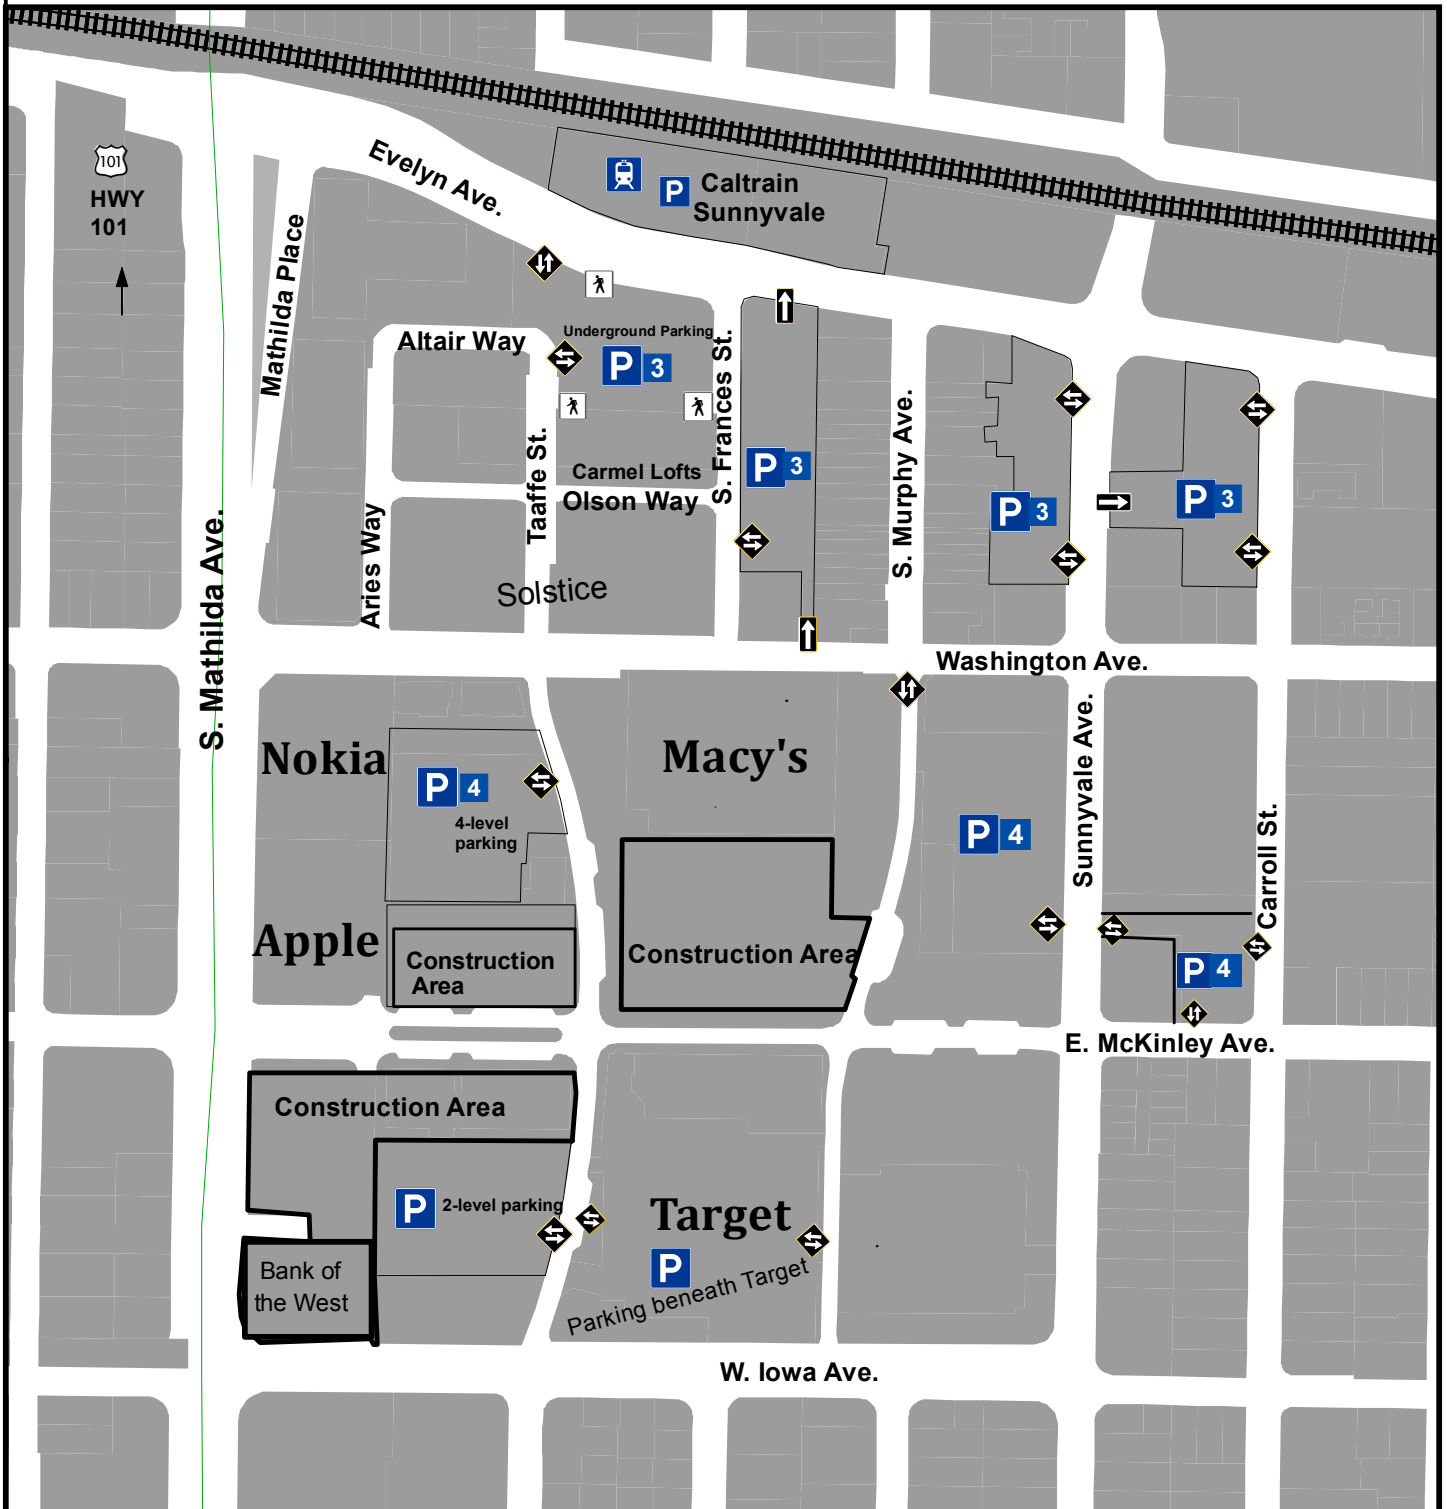 101
HWY
101
Evelyn Ave.
P
Caltrain
Sunnyvale
Mathilda Place
Altair Way
Underground Parking
P 3
S. Frances St.
Carmel Lofts
Olson Way
Taaffe St.
Aries Way
Solstice
P 3
S. Murphy Ave.
P 3
P 3
S. Mathilda Ave.
Washington Ave.
Nokia
P 4
4-level
parking
Macy's
P 4
Sunnyvale Ave.
Carroll St.
Apple
Construction
Area
Construction Area
P 4
E. McKinley Ave.
Construction Area
P
2-level parking
Target
P
Parking beneath Target
Bank of
the West
W. Iowa Ave.